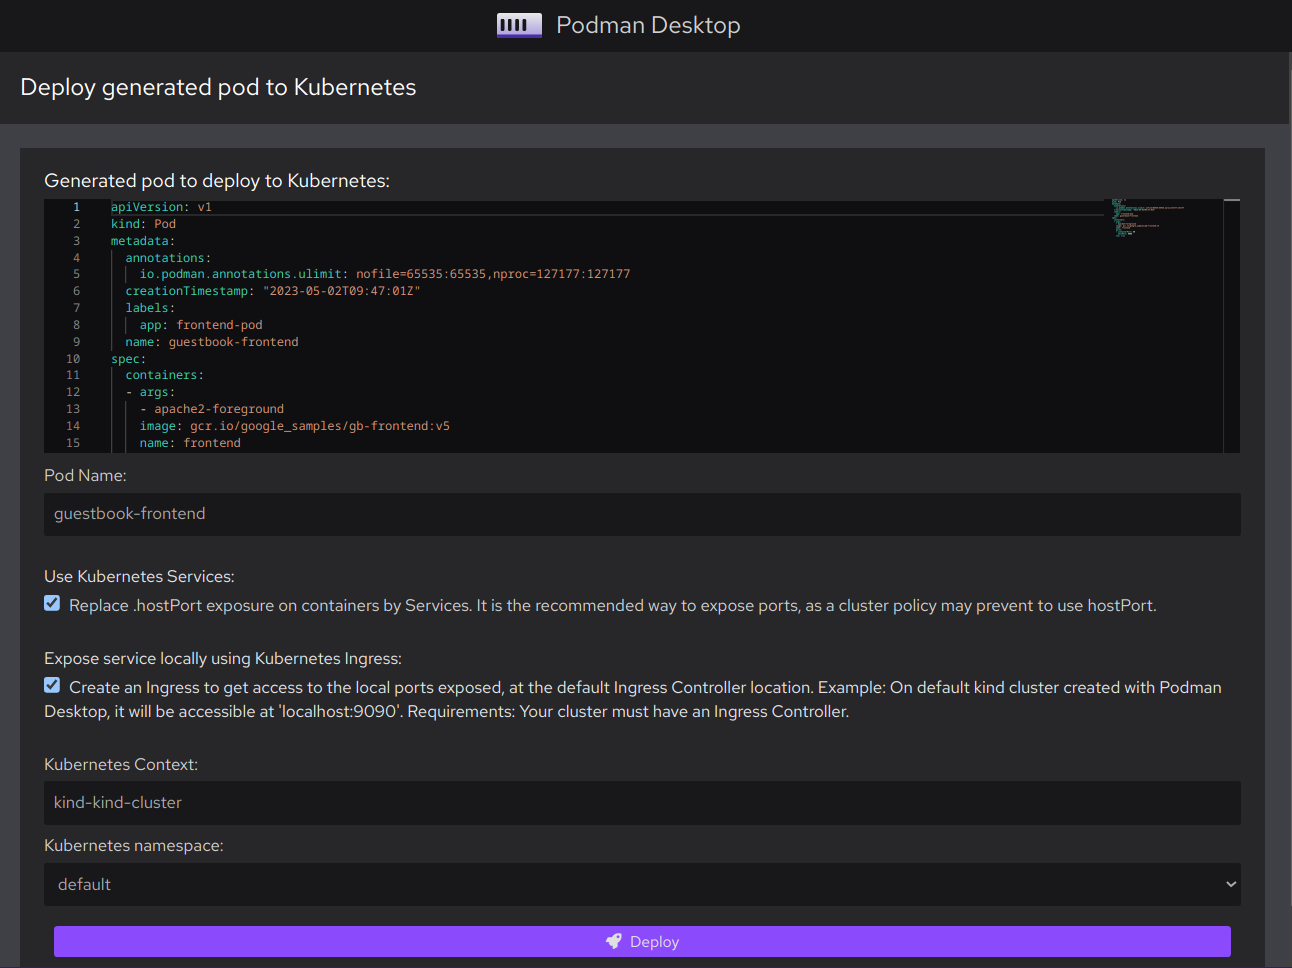 Podman Desktop
Deploy generated pod to Kubernetes
Generated pod to deploy to Kubernetes:
1 apiVersion: v1
2 kind: Pod
3 metadata:
4 annotations:
5 io.podman.annotations.ulimit: nofile=65535:65535,nproc=127177:127177
6 creationTimestamp: "2023-05-02T09:47:01Z"
7 labels:
8 app: frontend-pod
9 name: guestbook-frontend
10 spec:
11 containers:
12 - args:
13 - apache2-foreground
14 image: gcr.io/google_samples/gb-frontend:v5
15 name: frontend
Pod Name:
guestbook-frontend
Use Kubernetes Services:
Replace .hostPort exposure on containers by Services. It is the recommended way to expose ports, as a cluster policy may prevent to use hostPort.
Expose service locally using Kubernetes Ingress:
Create an Ingress to get access to the local ports exposed, at the default Ingress Controller location. Example: On default kind cluster created with Podman
Desktop, it will be accessible at 'localhost:9090'. Requirements: Your cluster must have an Ingress Controller.
Kubernetes Context:
kind-kind-cluster
Kubernetes namespace:
default
Deploy